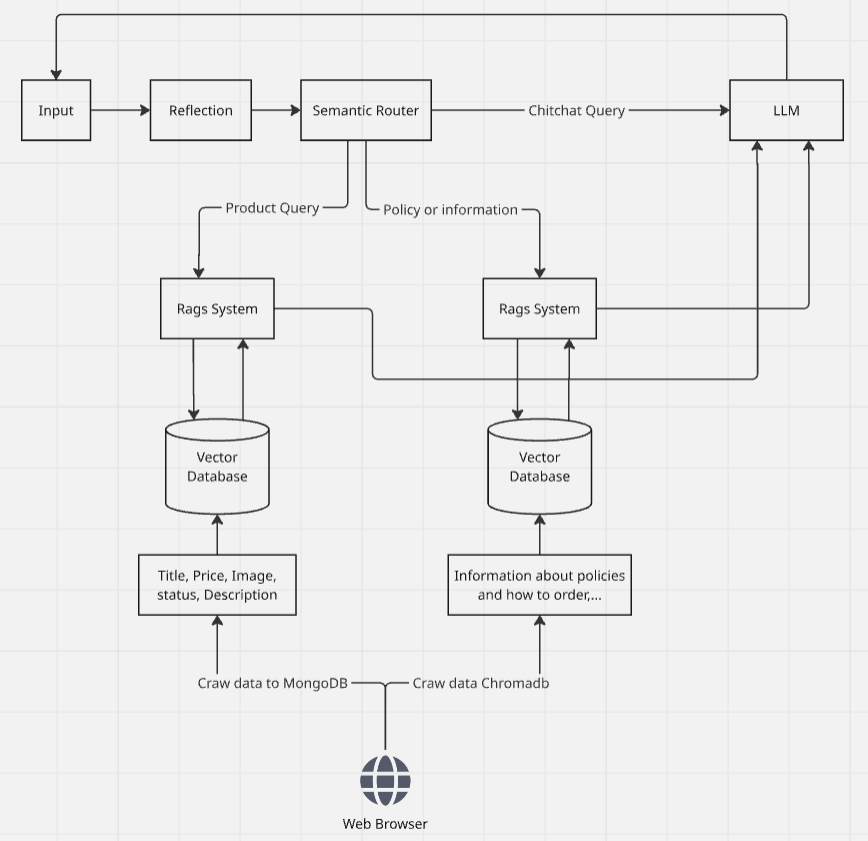 Input
Reflection
Semantic Router
Chitchat Query
LLM
Product Query
Policy or information
Rags System
Rags System
Vector
Database
Vector
Database
Title, Price, Image,
status, Description
Information about policies
and how to order,...
Craw data to MongoDB
Craw data Chromadb
Web Browser